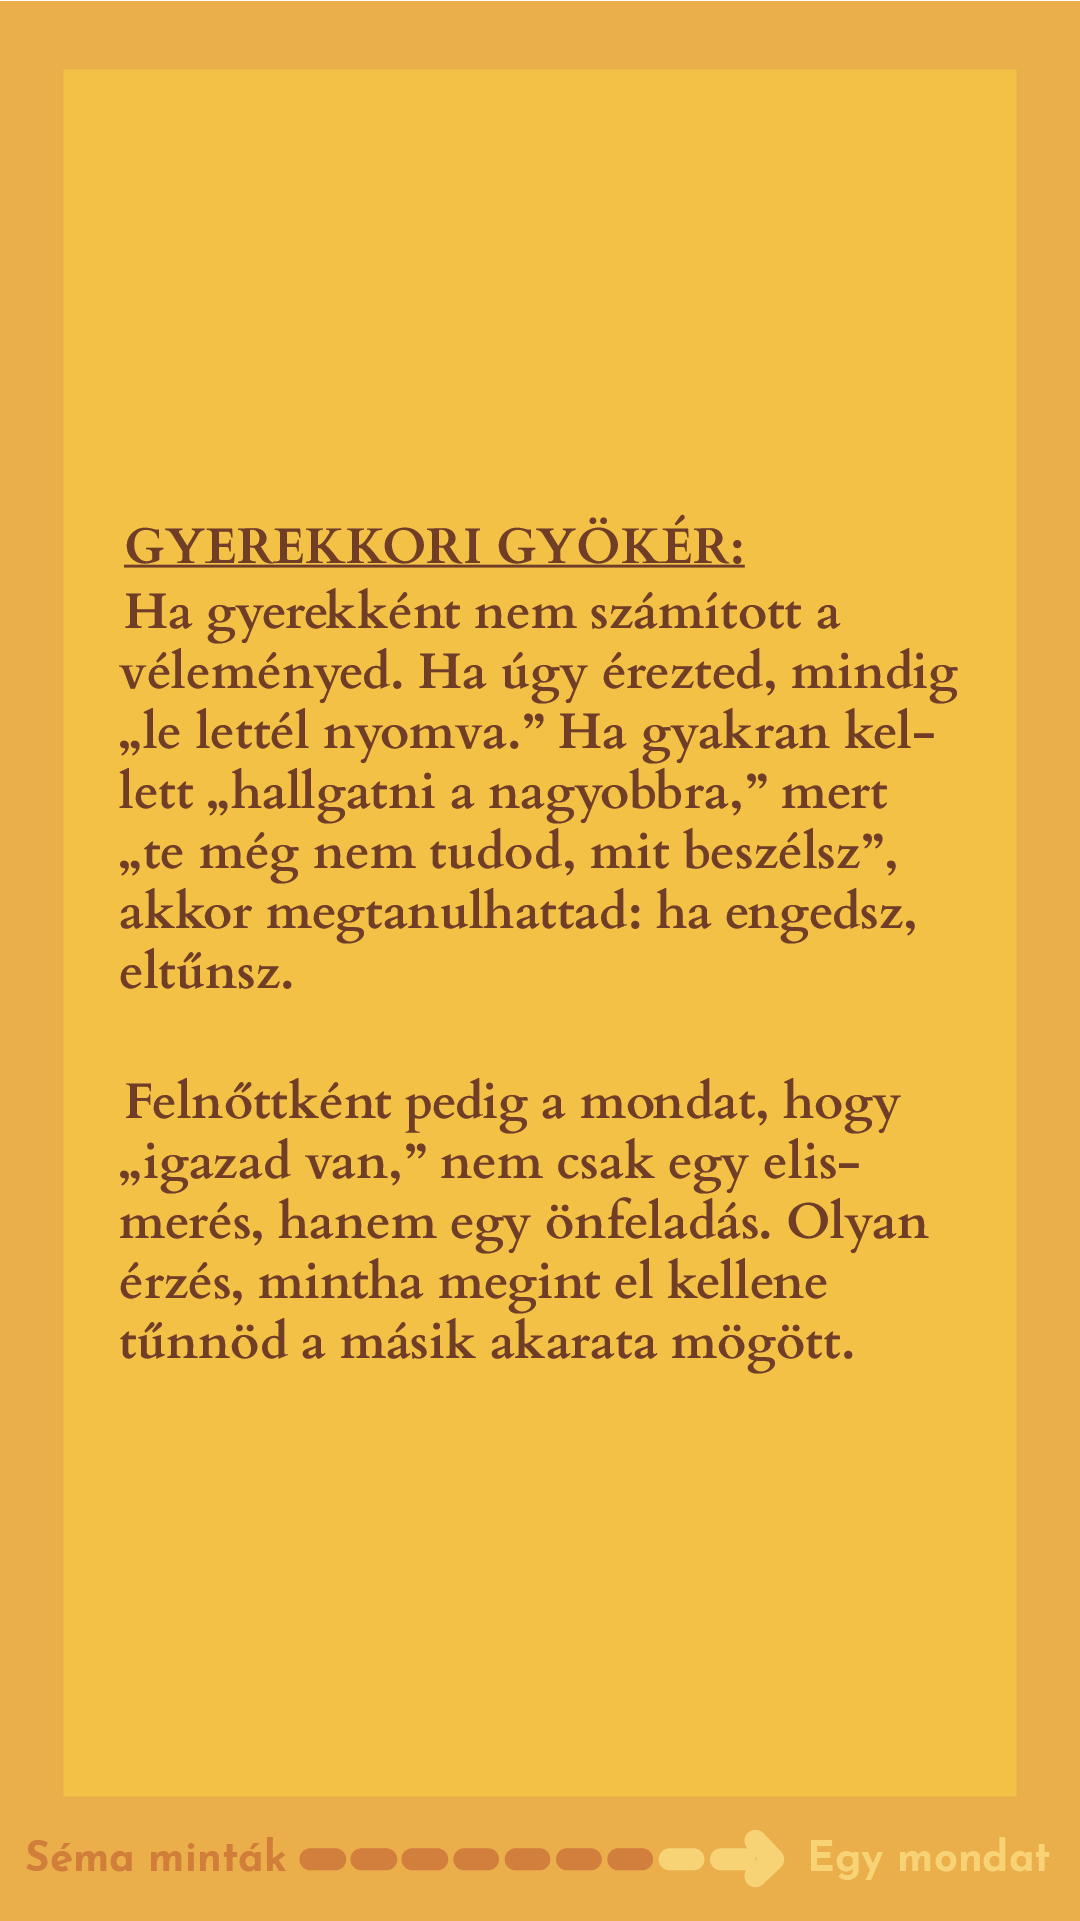 GYEREKKORI GYÖKÉR:
Ha gyerekként nem számított a
véleményed. Ha úgy érezted, mindig
„le lettél nyomva.” Ha gyakran kel-
lett „hallgatni a nagyobbra,” mert
„te még nem tudod, mit beszélsz”,
akkor megtanulhattad: ha engedsz,
eltűnsz.
Felnőttként pedig a mondat, hogy
„igazad van,” nem csak egy elis-
merés, hanem egy önfeladás. Olyan
érzés, mintha megint el kellene
tűnnöd a másik akarata mögött.
Séma minták Egy mondat